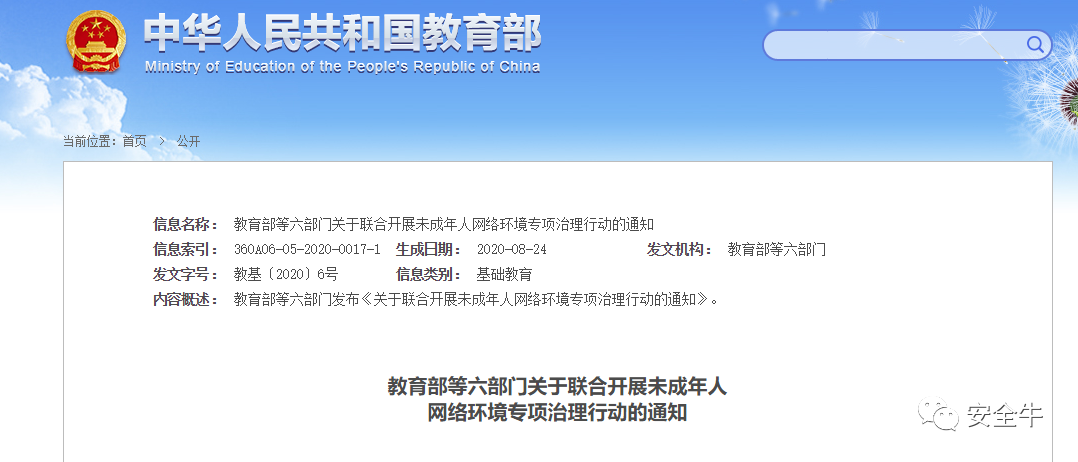 中华人民共和国教育部
Ministry of Education of the People's Republic of China
当前位置：首页 > 公开
信息名称： 教育部等六部门关于联合开展未成年人网络环境专项治理行动的通知
信息索引： 360A06-05-2020-0017-1 生成日期： 2020-08-24 发文机构： 教育部等六部门
发文字号： 教基〔2020〕6号 信息类别： 基础教育
内容概述： 教育部等六部门发布《关于联合开展未成年人网络环境专项治理行动的通知》。
教育部等六部门关于联合开展未成年人
网络环境专项治理行动的通知
安全牛